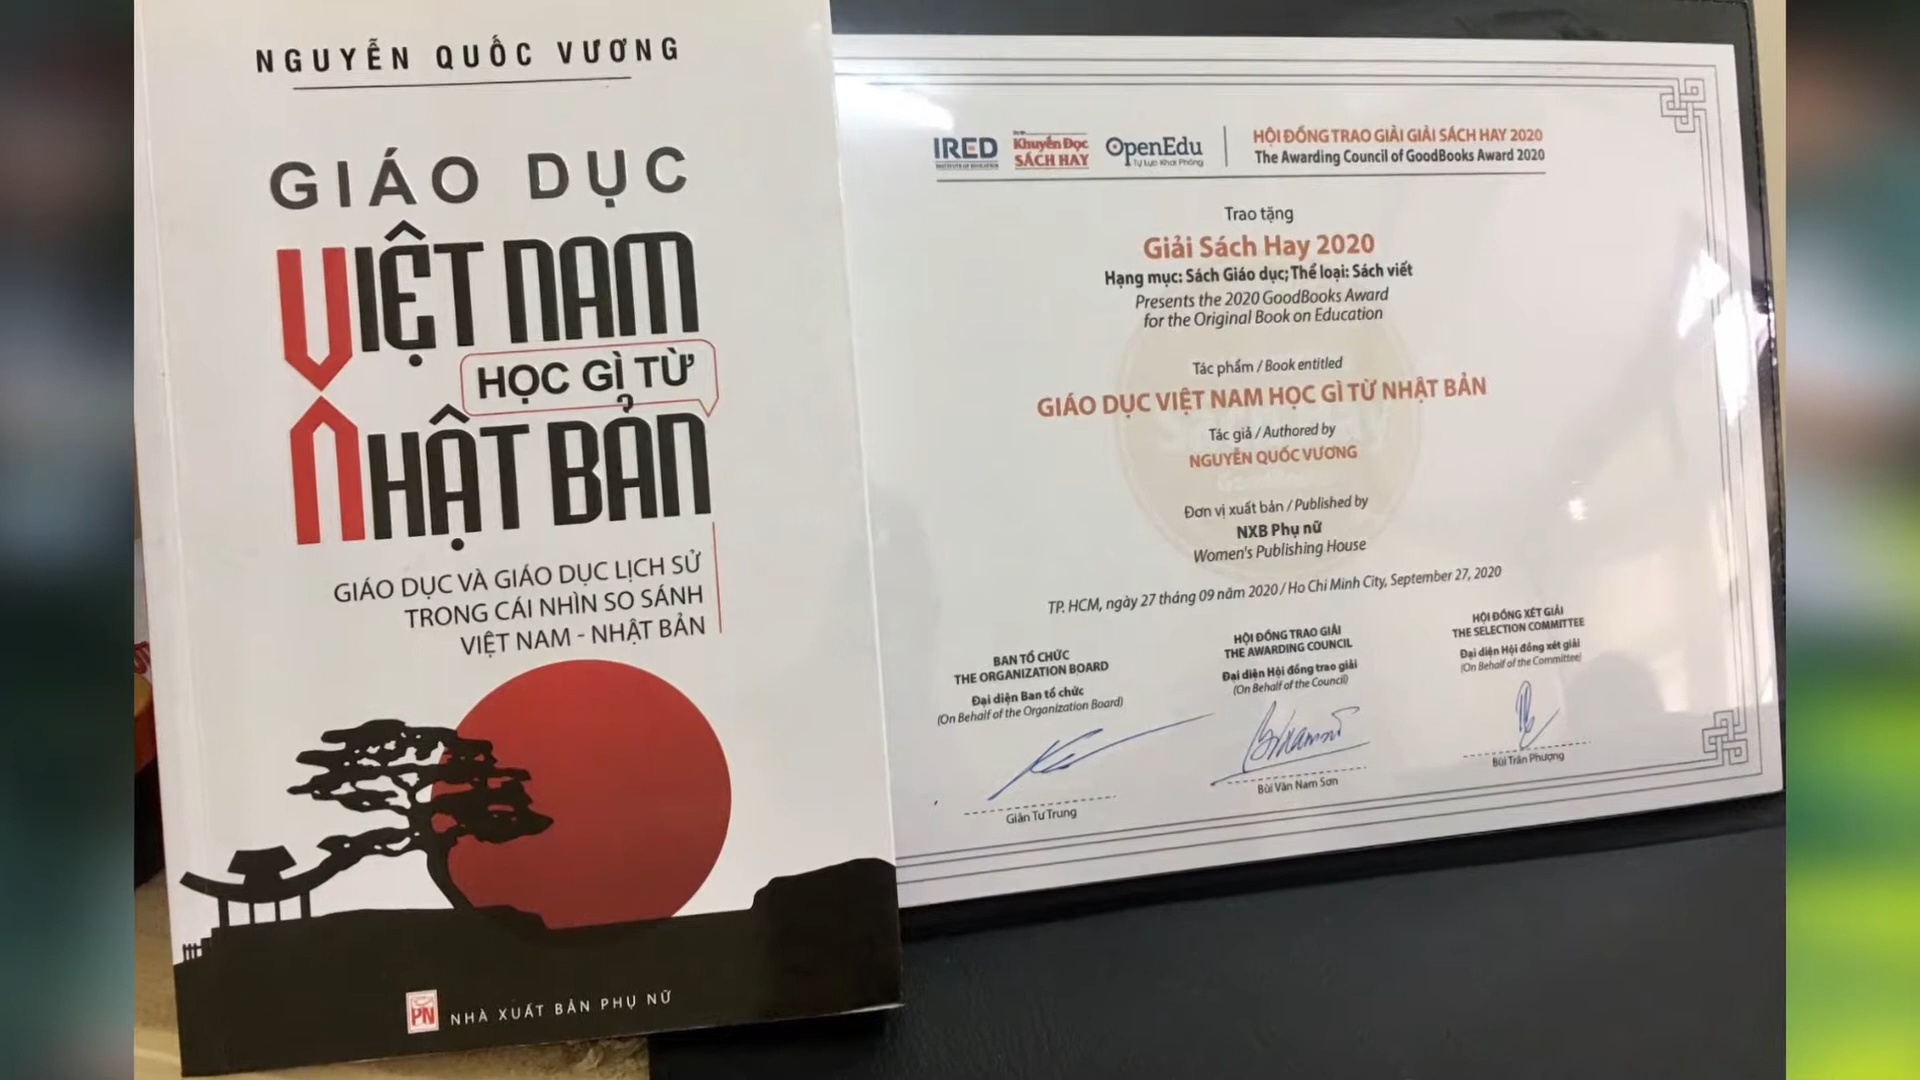 NGUYỄN QUỐC VƯƠNG
GIÁO DỤC
VIỆT NAM
HỌC GÌ TỪ
NHẬT BẢN
GIÁO DỤC VÀ GIÁO DỤC LỊCH SỬ
TRONG CÁI NHÌN SO SÁNH
VIỆT NAM - NHẬT BẢN
PN
NHÀ XUẤT BẢN PHỤ NỮ
IRED
INSTITUTE OF EDUCATION
Khuyến Đọc
SÁCH HAY
OpenEdu
Tự Lực Khai Phóng
HỘI ĐỒNG TRAO GIẢI GIẢI SÁCH HAY 2020
The Awarding Council of GoodBooks Award 2020
Trao tặng
Giải Sách Hay 2020
Hạng mục: Sách Giáo dục; Thể loại: Sách viết
Presents the 2020 GoodBooks Award
for the Original Book on Education
Tác phẩm / Book entitled
GIÁO DỤC VIỆT NAM HỌC GÌ TỪ NHẬT BẢN
Tác giả / Authored by
NGUYỄN QUỐC VƯƠNG
Đơn vị xuất bản / Published by
NXB Phụ nữ
Women's Publishing House
TP. HCM, ngày 27 tháng 09 năm 2020 / Ho Chi Minh City, September 27, 2020
BAN TỔ CHỨC
THE ORGANIZATION BOARD
Đại diện Ban tổ chức
(On Behalf of the Organization Board)
Giản Tư Trung
HỘI ĐỒNG TRAO GIẢI
THE AWARDING COUNCIL
Đại diện Hội đồng trao giải
(On Behalf of the Council)
Bùi Văn Nam Sơn
HỘI ĐỒNG XÉT GIẢI
THE SELECTION COMMITTEE
Đại diện Hội đồng xét giải
(On Behalf of the Committee)
Bùi Trân Phượng